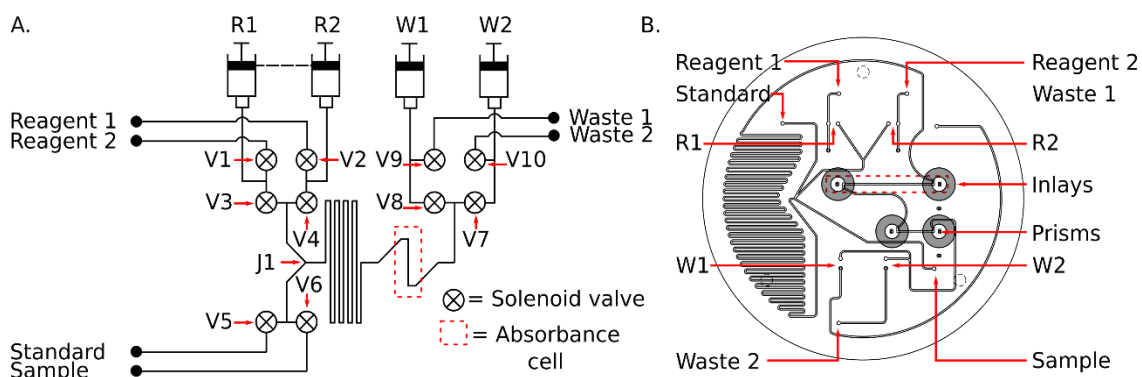 A.
R1
R2
W1
W2
Reagent 1
Reagent 2
Waste 1
Waste 2
V1
V2
V9
V10
V3
V4
V8
V7
J1
V6
V5
Standard
Sample
= Solenoid valve
= Absorbance
cell
B.
Reagent 1
Reagent 2
Standard
Waste 1
R1
R2
Inlays
Prisms
W1
W2
Waste 2
Sample